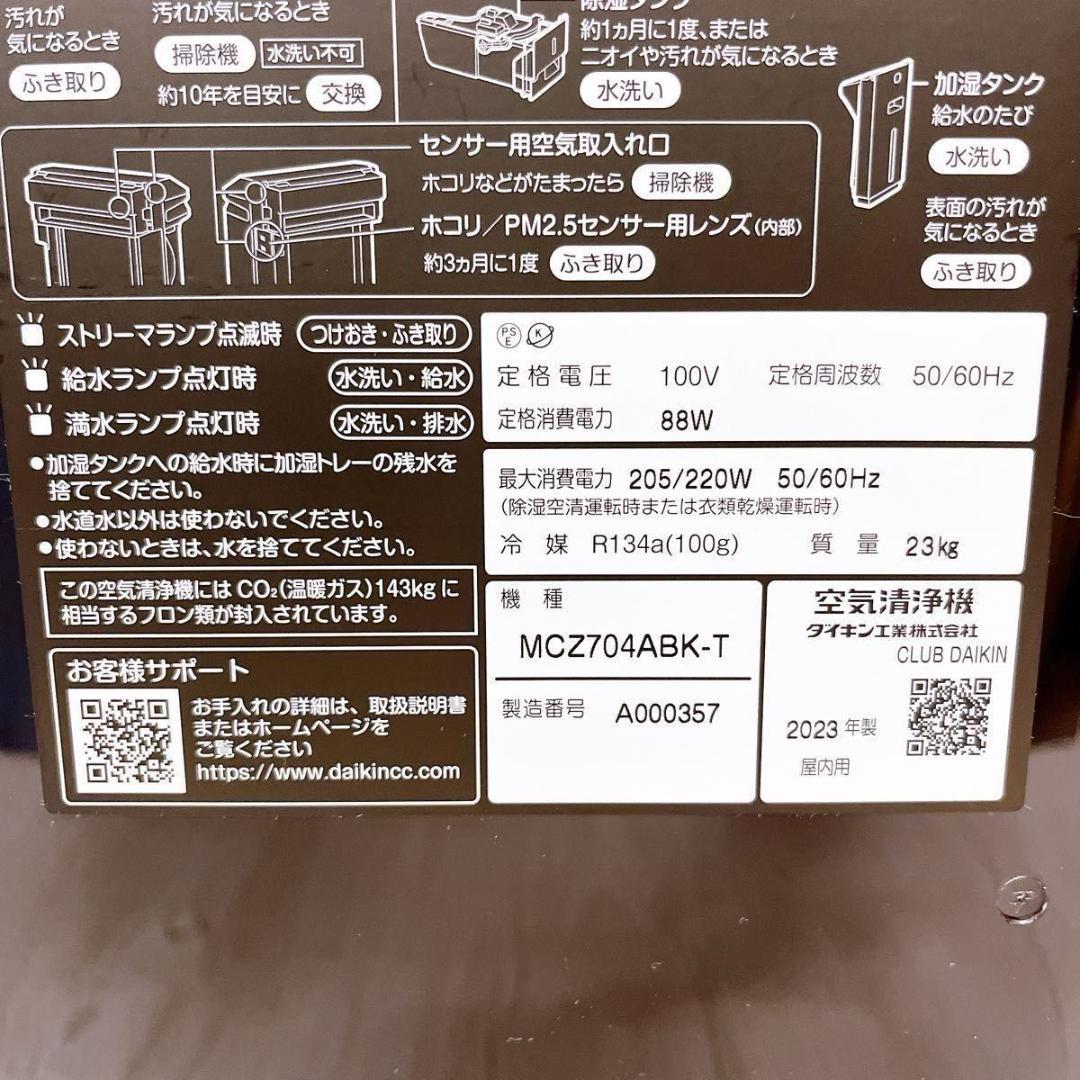 汚れが
気になるとき
ふき取り
汚れが気になるとき
掃除機 水洗い不可
約10年を目安に 交換
除湿タンク
約1ヵ月に1度、または
ニオイや汚れが気になるとき
水洗い
加湿タンク
給水のたび
水洗い
表面の汚れが
気になるとき
ふき取り
センサー用空気取入れ口
ホコリなどがたまったら 掃除機
ホコリ/PM2.5センサー用レンズ(内部)
約3ヵ月に1度 ふき取り
ストリーマランプ点滅時 つけおき・ふき取り
給水ランプ点灯時 水洗い・給水
満水ランプ点灯時 水洗い・排水
●加湿タンクへの給水時に加湿トレーの残水を
捨ててください。
●水道水以外は使わないでください。
●使わないときは、水を捨ててください。
この空気清浄機には CO₂(温暖ガス)143kg に
相当するフロン類が封入されています。
お客様サポート
お手入れの詳細は、取扱説明書
またはホームページを
ご覧ください
https://www.daikincc.com
PS
E
K
定格電圧 100V 定格周波数 50/60Hz
定格消費電力 88W
最大消費電力 205/220W 50/60Hz
(除湿空清運転時または衣類乾燥運転時)
冷媒 R134a(100g) 質量 23kg
機種
MCZ704ABK-T
製造番号 A000357
空気清浄機
ダイキン工業株式会社
CLUB DAIKIN
2023 年製
屋内用